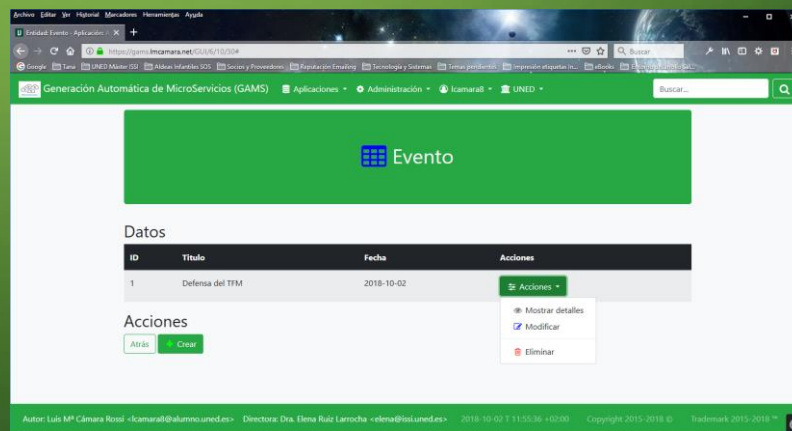 Archivo Editar Ver Historial Marcadores Herramientas Ayuda
Entidad: Evento - Aplicación:
https://gams.lmcamara.net/GUI/6/10/50#
Buscar
Google Tana UNED Máster ISSI Aldeas Infantiles SOS Socios y Proveedores Reputación Emailing Tecnología y Sistemas Temas pendientes Impresión etiquetas in... eBooks
Generación Automática de MicroServicios (GAMS) Aplicaciones Administración lcamara8 UNED Buscar...
Evento
Datos
ID Título Fecha Acciones
1 Defensa del TFM 2018-10-02 Acciones
Mostrar detalles
Modificar
Eliminar
Acciones
Atrás Crear
Autor: Luis Mª Cámara Rossi <lcamara8@alumno.uned.es> Directora: Dra. Elena Ruiz Larrocha <elena@issi.uned.es> 2018-10-02 T 11:55:36 +02:00 Copyright 2015-2018 © Trademark 2015-2018 ™